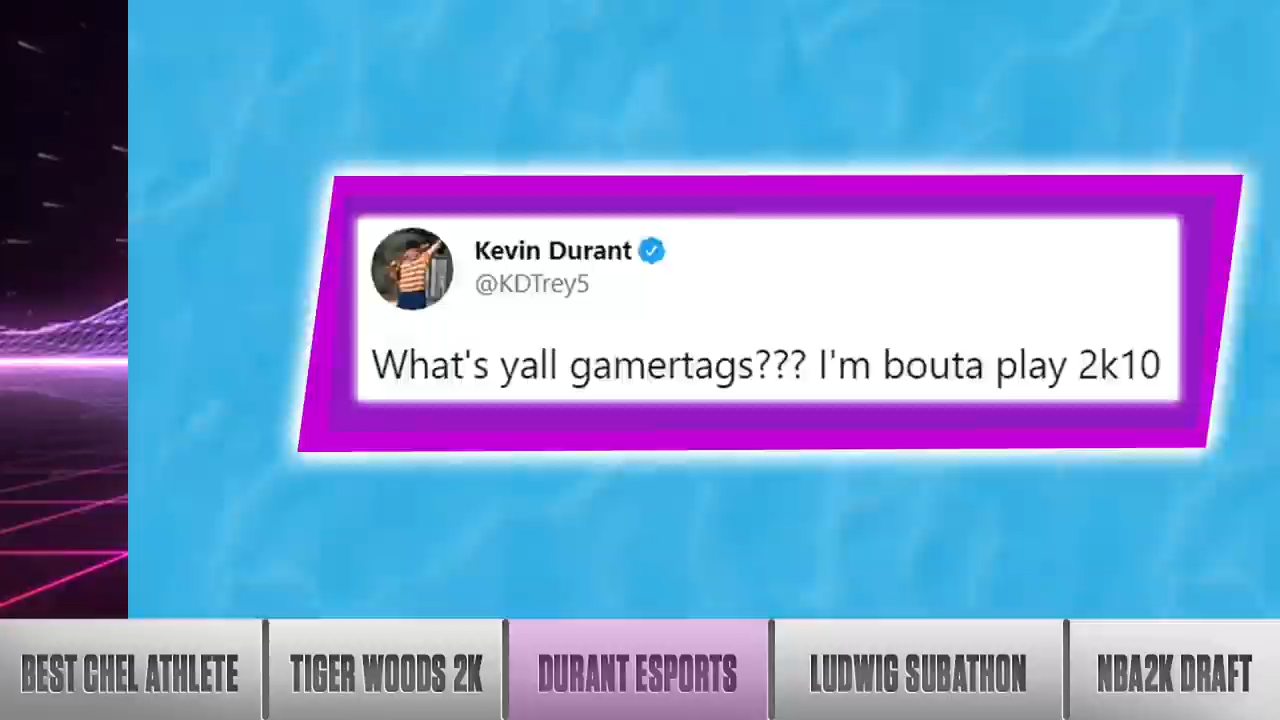 Kevin Durant
@KDTrey5
What's yall gamertags??? I'm bouta play 2k10
BEST CHEL ATHLETE
TIGER WOODS 2K
DURANT ESPORTS
LUDWIG SUBATHON
NBA2K DRAFT